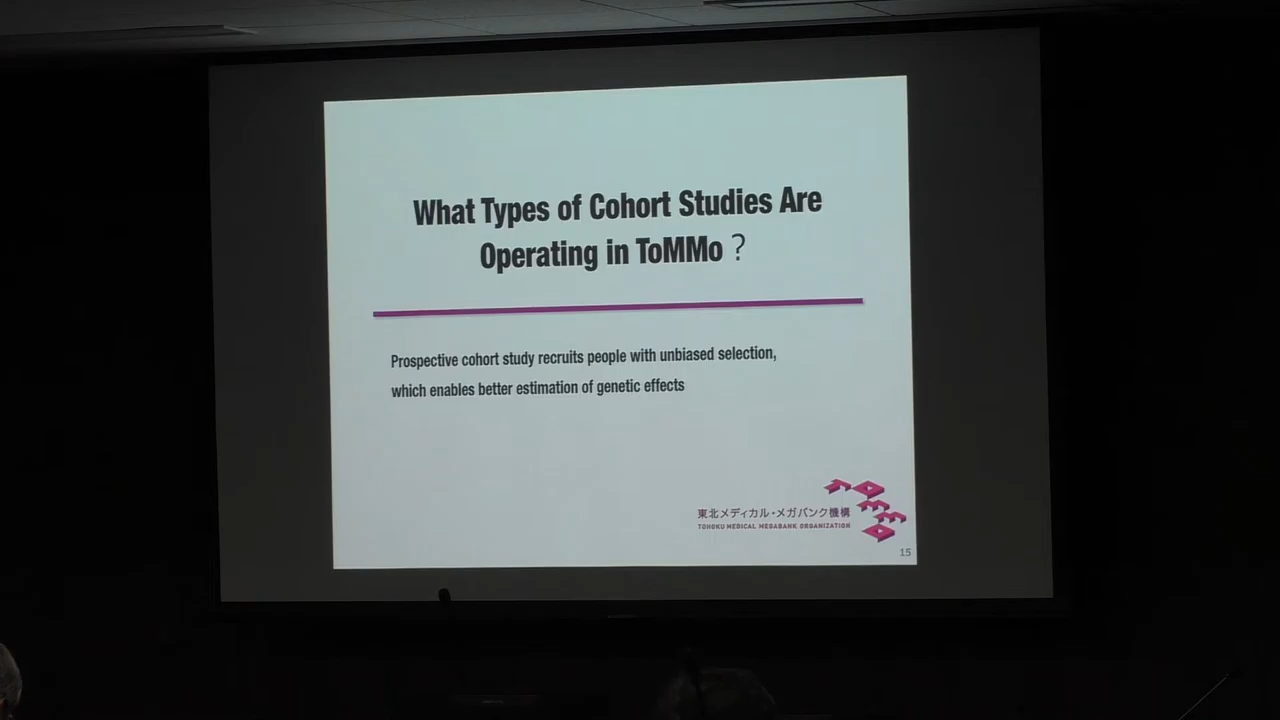 What Types of Cohort Studies Are
Operating in ToMMo？
Prospective cohort study recruits people with unbiased selection,
which enables better estimation of genetic effects
東北メディカル・メガバンク機構
TOHOKU MEDICAL MEGABANK ORGANIZATION
15